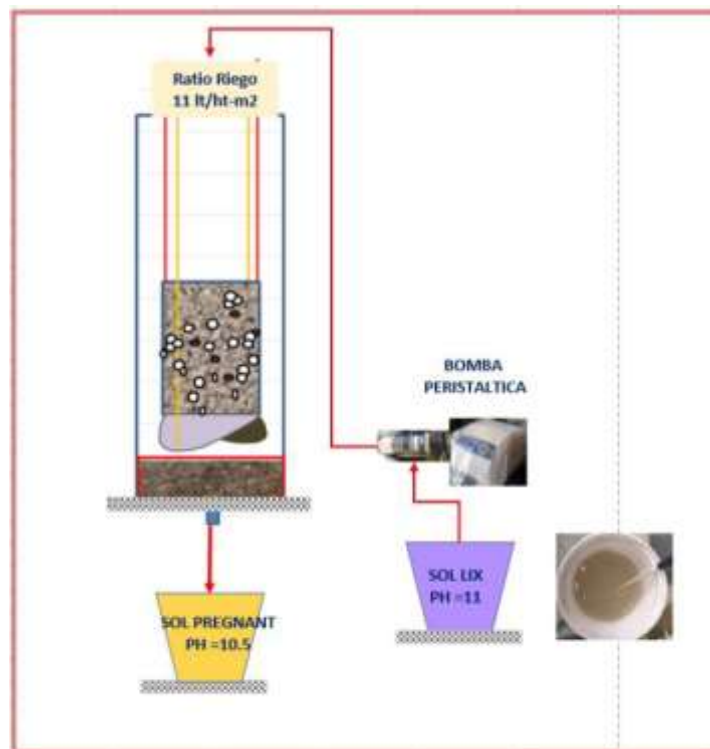 Ratio Riego
11 lt/ht-m2
BOMBA
PERISTALTICA
SOL LIX
PH =11
SOL PREGNANT
PH =10.5